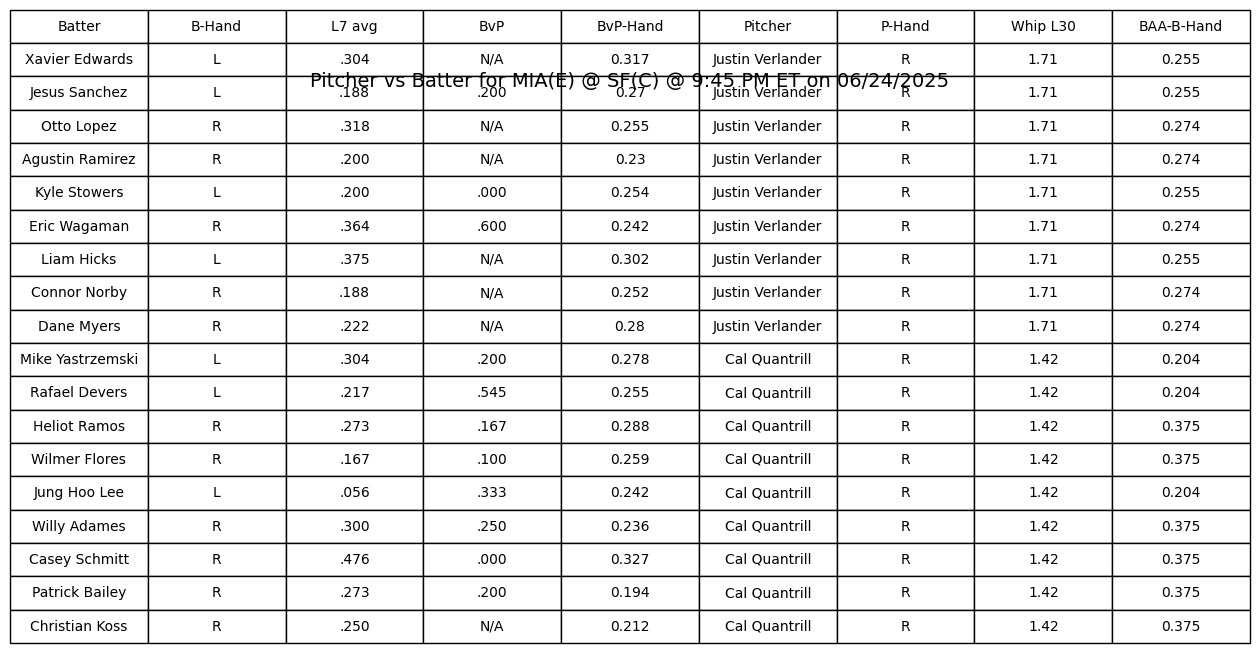 Batter B-Hand L7 avg BvP BvP-Hand Pitcher P-Hand Whip L30 BAA-B-Hand
Xavier Edwards L .304 N/A 0.317 Justin Verlander R 1.71 0.255
Pitcher vs Batter for MIA(E) @ SF(C) @ 9:45 PM ET on 06/24/2025
Jesus Sanchez L .188 .200 0.27 Justin Verlander R 1.71 0.255
Otto Lopez R .318 N/A 0.255 Justin Verlander R 1.71 0.274
Agustin Ramirez R .200 N/A 0.23 Justin Verlander R 1.71 0.274
Kyle Stowers L .200 .000 0.254 Justin Verlander R 1.71 0.255
Eric Wagaman R .364 .600 0.242 Justin Verlander R 1.71 0.274
Liam Hicks L .375 N/A 0.302 Justin Verlander R 1.71 0.255
Connor Norby R .188 N/A 0.252 Justin Verlander R 1.71 0.274
Dane Myers R .222 N/A 0.28 Justin Verlander R 1.71 0.274
Mike Yastrzemski L .304 .200 0.278 Cal Quantrill R 1.42 0.204
Rafael Devers L .217 .545 0.255 Cal Quantrill R 1.42 0.204
Heliot Ramos R .273 .167 0.288 Cal Quantrill R 1.42 0.375
Wilmer Flores R .167 .100 0.259 Cal Quantrill R 1.42 0.375
Jung Hoo Lee L .056 .333 0.242 Cal Quantrill R 1.42 0.204
Willy Adames R .300 .250 0.236 Cal Quantrill R 1.42 0.375
Casey Schmitt R .476 .000 0.327 Cal Quantrill R 1.42 0.375
Patrick Bailey R .273 .200 0.194 Cal Quantrill R 1.42 0.375
Christian Koss R .250 N/A 0.212 Cal Quantrill R 1.42 0.375